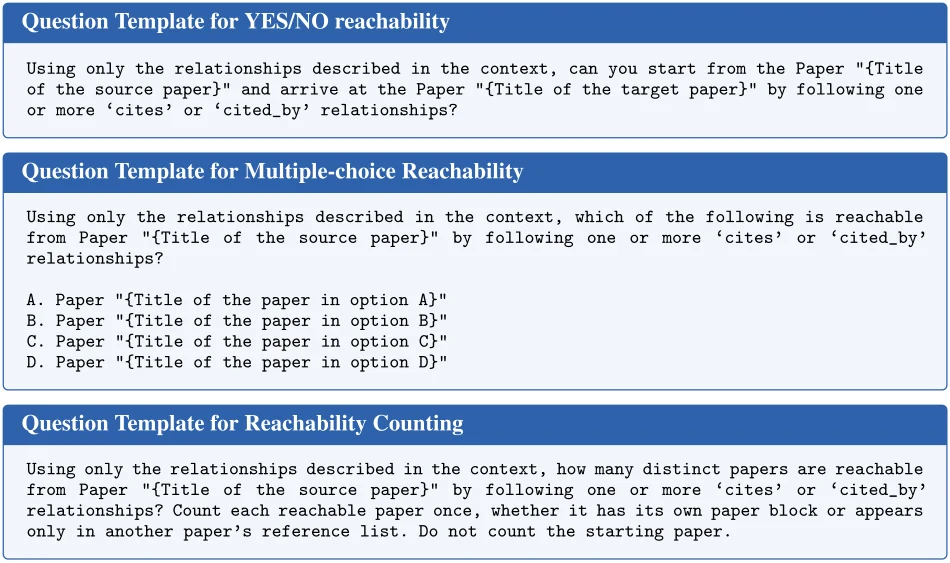 Question Template for YES/NO reachability
Using only the relationships described in the context, can you start from the Paper "{Title
of the source paper}" and arrive at the Paper "{Title of the target paper}" by following one
or more ‘cites’ or ‘cited_by’ relationships?
Question Template for Multiple-choice Reachability
Using only the relationships described in the context, which of the following is reachable
from Paper "{Title of the source paper}" by following one or more ‘cites’ or ‘cited_by’
relationships?
A. Paper "{Title of the paper in option A}"
B. Paper "{Title of the paper in option B}"
C. Paper "{Title of the paper in option C}"
D. Paper "{Title of the paper in option D}"
Question Template for Reachability Counting
Using only the relationships described in the context, how many distinct papers are reachable
from Paper "{Title of the source paper}" by following one or more ‘cites’ or ‘cited_by’
relationships? Count each reachable paper once, whether it has its own paper block or appears
only in another paper’s reference list. Do not count the starting paper.